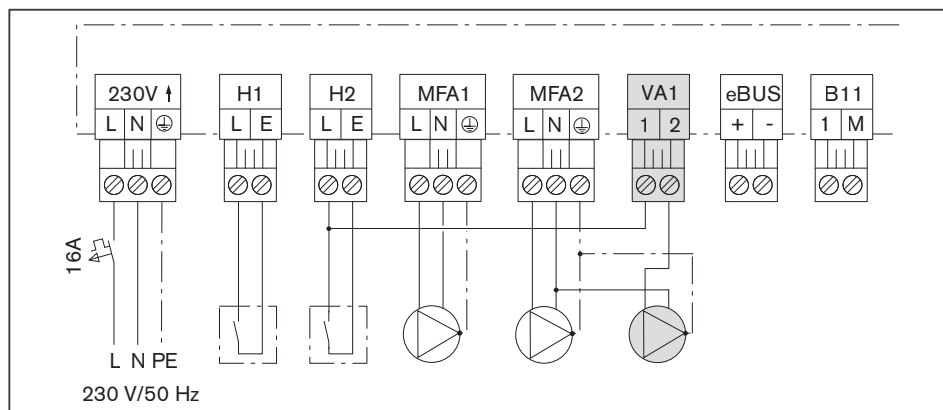 230V H1 H2 MFA1 MFA2 VA1 eBUS B11
L N L E L E L N L N 1 2 + - 1 M
16A
L N PE
230 V/50 Hz